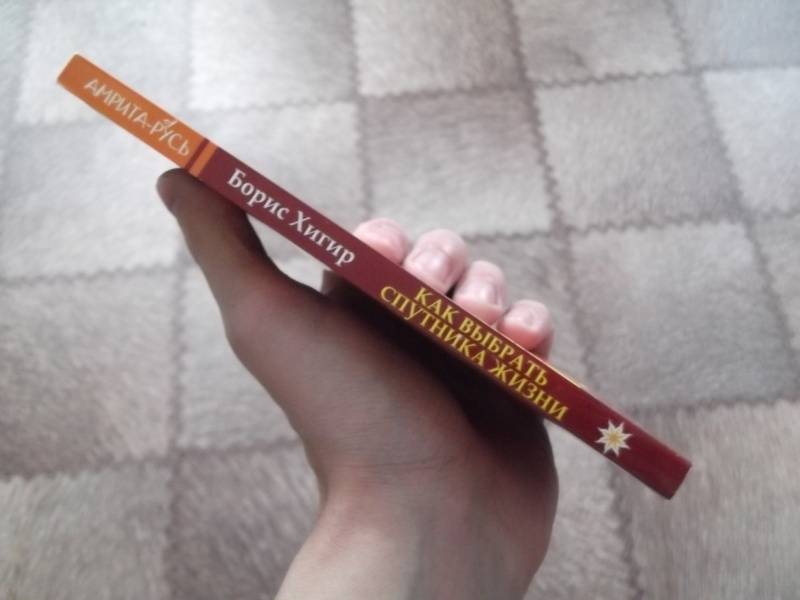 АМРИТА-РУСЬ
Борис Хигир
КАК ВЫБРАТЬ
СПУТНИКА ЖИЗНИ